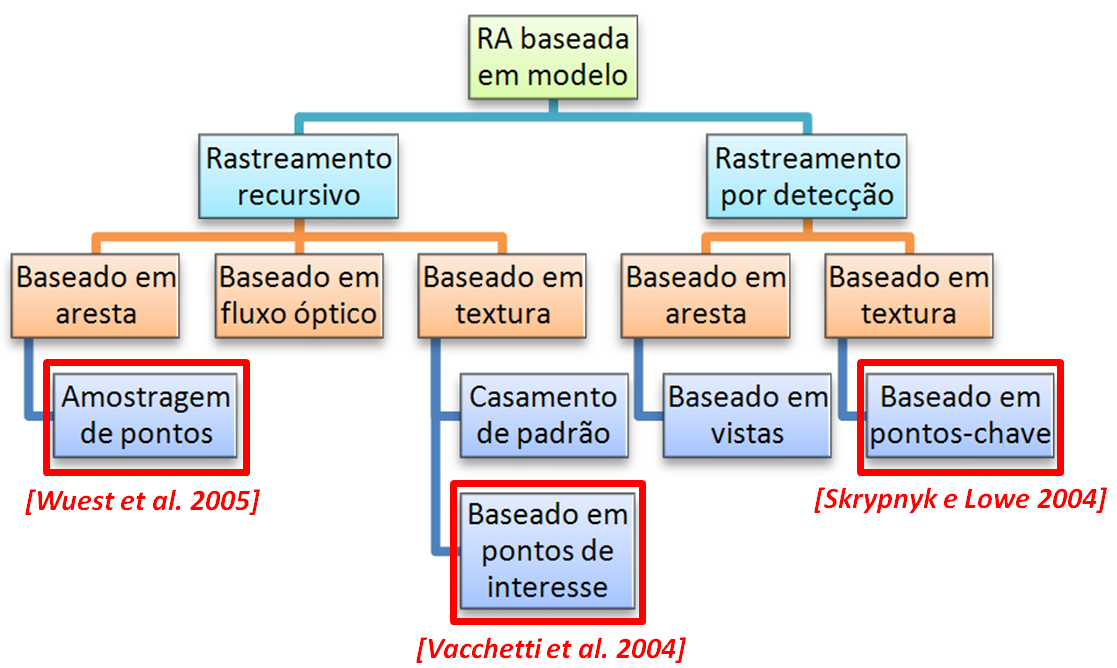 RA baseada
em modelo
Rastreamento
recursivo
Rastreamento
por detecção
Baseado em
aresta
Baseado em
fluxo óptico
Baseado em
textura
Baseado em
aresta
Baseado em
textura
Amostragem
de pontos
Casamento
de padrão
Baseado em
vistas
Baseado em
pontos-chave
[Wuest et al. 2005]
[Skrypnyk e Lowe 2004]
Baseado em
pontos de
interesse
[Vacchetti et al. 2004]